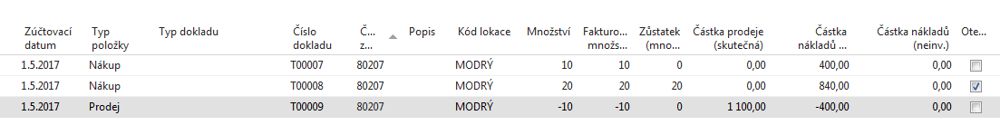 Zúčtovací datum Typ položky Typ dokladu Číslo dokladu Č... z... Popis Kód lokace Množství Fakturo... množs... Zůstatek (mno... Částka prodeje (skutečná) Částka nákladů ... Částka nákladů (neinv.) Ote...
1.5.2017 Nákup T00007 80207 MODRÝ 10 10 0 0,00 400,00 0,00
1.5.2017 Nákup T00008 80207 MODRÝ 20 20 20 0,00 840,00 0,00
1.5.2017 Prodej T00009 80207 MODRÝ -10 -10 0 1 100,00 -400,00 0,00